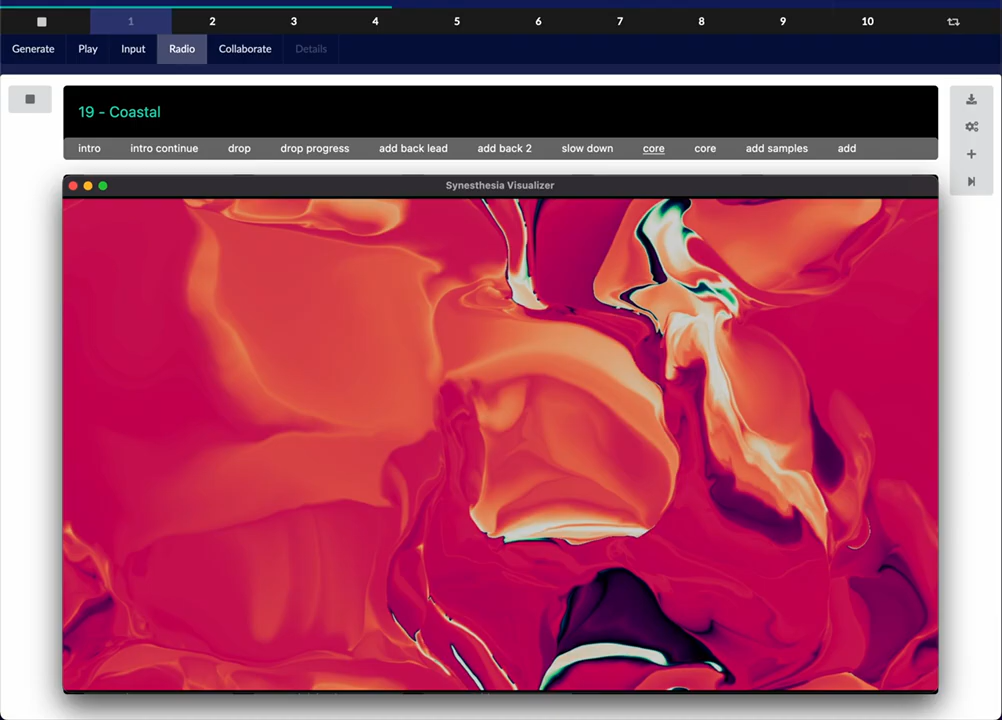 1 2 3 4 5 6 7 8 9 10
Generate Play Input Radio Collaborate Details
19 - Coastal
intro intro continue drop drop progress add back lead add back 2 slow down core core add samples add
Synesthesia Visualizer